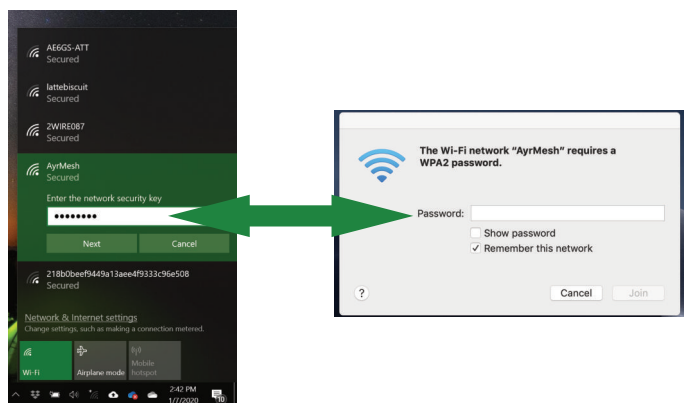 AE6GS-ATT
Secured
lattebiscuit
Secured
2WIRE087
Secured
AyrMesh
Secured
Enter the network security key
●●●●●●●●
Next Cancel
218b0beef9449a13aee4f9333c96e508
Secured
Network & Internet settings
Change settings, such as making a connection metered.
Wi-Fi
Airplane mode
Mobile
hotspot
2:42 PM
1/7/2020
10
The Wi-Fi network “AyrMesh” requires a
WPA2 password.
Password:
Show password
Remember this network
?
Cancel Join